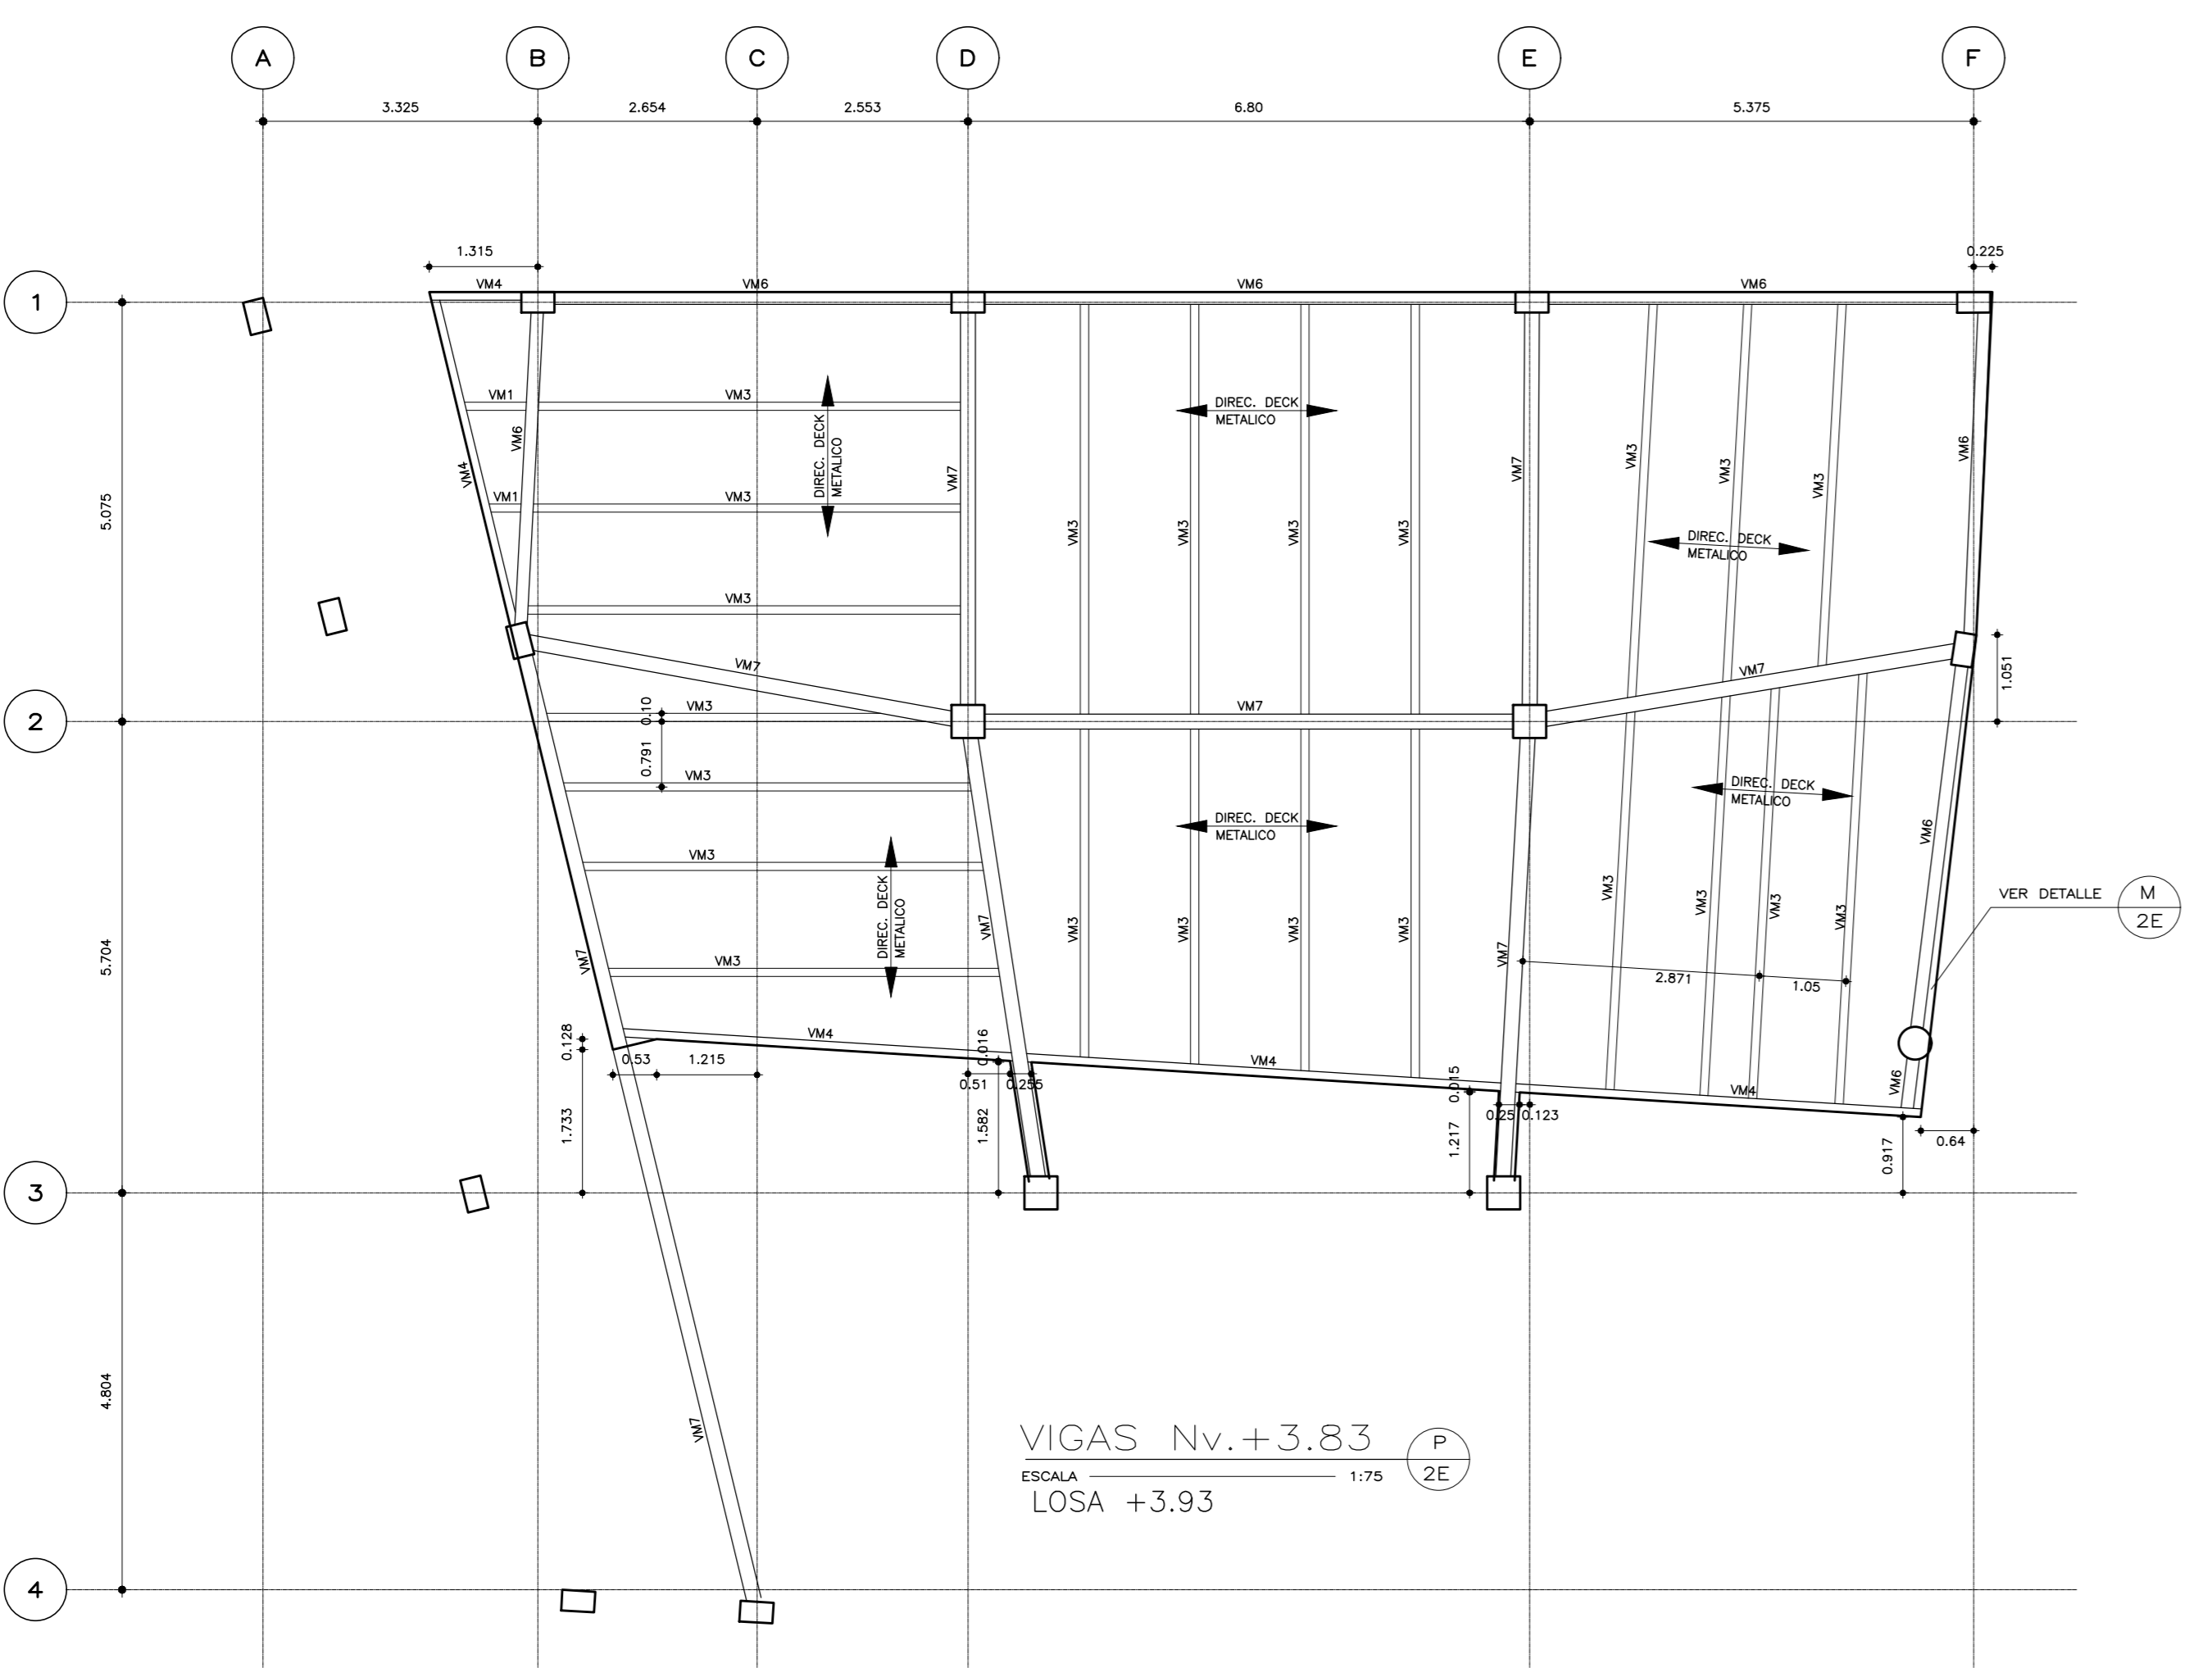 A B C D E F
3.325 2.654 2.553 6.80 5.375
1.315 0.225
VM4 VM6 VM6 VM6
1
VM1 VM3
DIREC. DECK
METALICO
DIREC. DECK
METALICO
VM6
VM4
VM7
VM7
VM3
VM3
VM3
VM6
VM1 VM3
5.075
VM3 VM3 VM3 VM3
DIREC. DECK
METALICO
VM3
VM7
VM7
1.051
2
VM3
0.10
VM7
0.791
VM3
DIREC. DECK
METALICO
DIREC. DECK
METALICO
VM6
VM3
DIREC. DECK
METALICO
VM3 VM3 VM3 VM3
VM3 VM3 VM3 VM3
VER DETALLE
M
2E
5.704
VM7
VM7
VM7
VM3
2.871 1.05
VM4
0.128
0.53 1.215
0.016
0.51 0.255
VM4
0.015
0.25 0.123
VM4
VM6
1.733
1.582
1.217
0.917
0.64
3
4.804
VM7
VIGAS Nv.+3.83
P
2E
ESCALA 1:75
LOSA +3.93
4